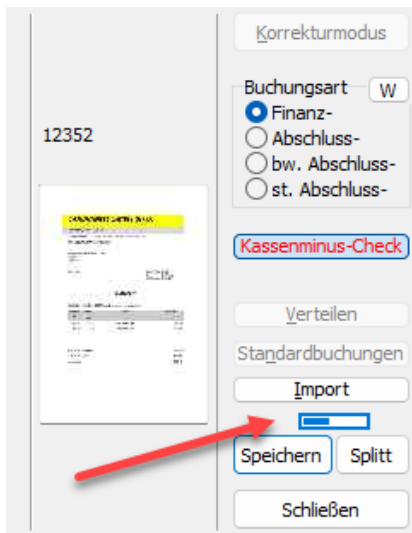 Korrekturmodus
Buchungsart W
Finanz-
12352
Abschluss-
bw. Abschluss-
st. Abschluss-
Kassenminus-Check
Verteilen
Standardbuchungen
Import
Speichern Splitt
Schließen